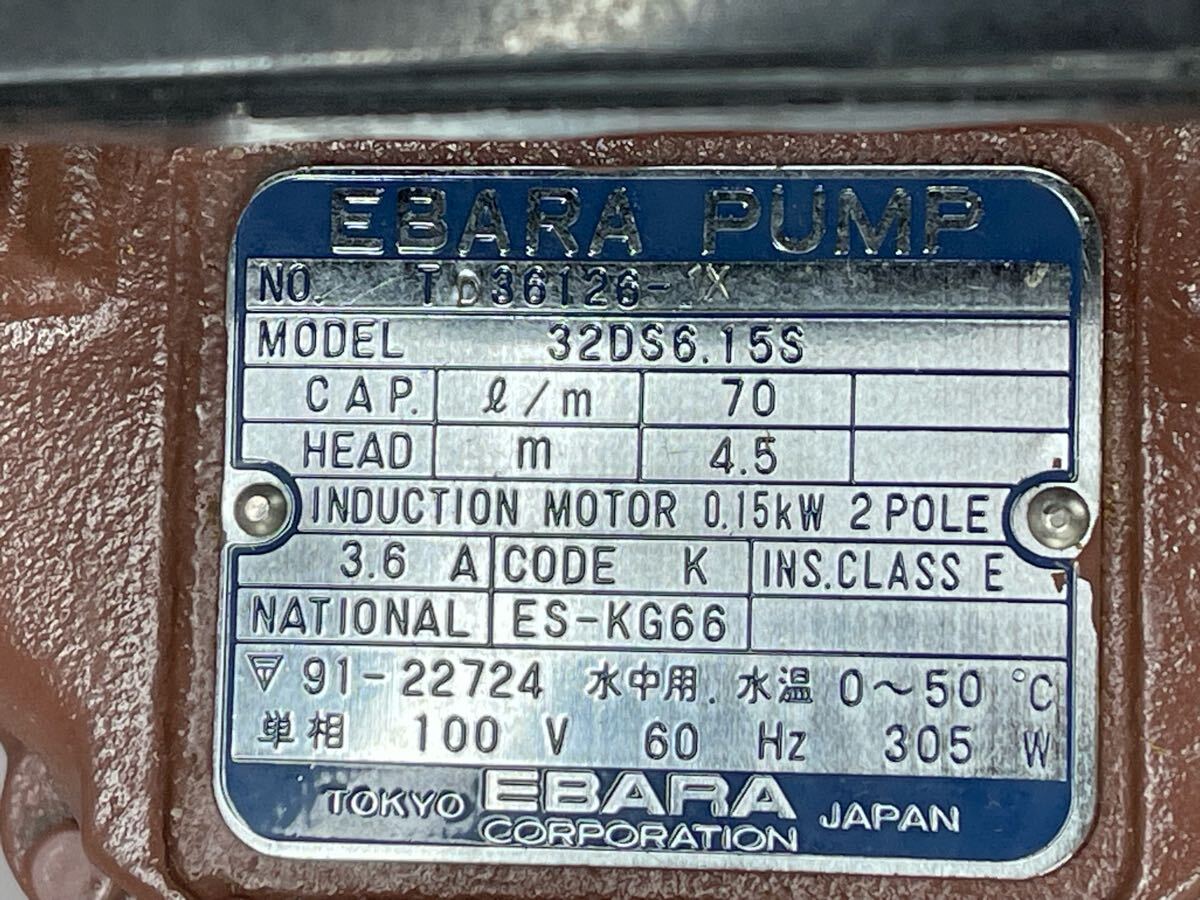 EBARA PUMP
NO. TD36126-1X
MODEL 32DS6.15S
CAP. ℓ/m 70
HEAD m 4.5
INDUCTION MOTOR 0.15kW 2POLE
3.6 A CODE K INS.CLASS E
NATIONAL ES-KG66
91-22724 水中用. 水温 0～50 °C
単相 100 V 60 Hz 305 W
TOKYO EBARA CORPORATION JAPAN